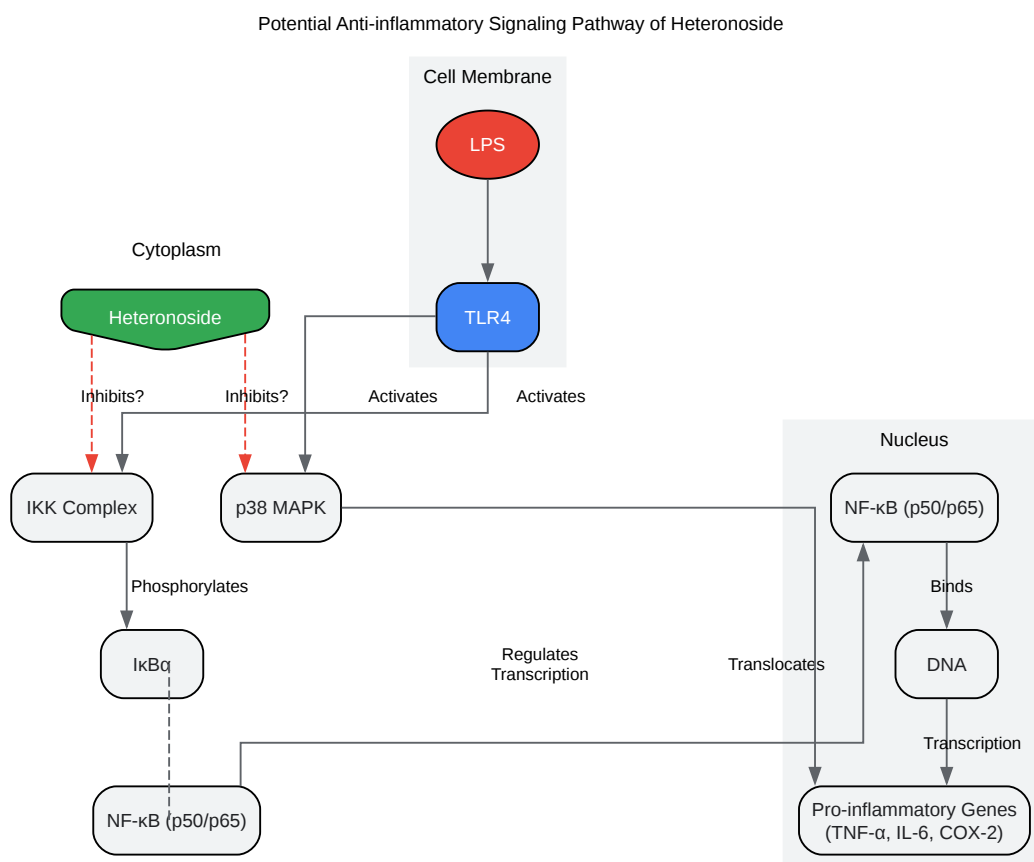 Potential Anti-inflammatory Signaling Pathway of Heteronoside
Cell Membrane
LPS
Cytoplasm
Heteronoside
TLR4
Inhibits?
Inhibits?
Activates
Activates
Nucleus
IKK Complex
p38 MAPK
NF-κB (p50/p65)
Phosphorylates
Binds
Regulates
Transcription
IκBα
Translocates
DNA
Transcription
NF-κB (p50/p65)
Pro-inflammatory Genes
(TNF-α, IL-6, COX-2)